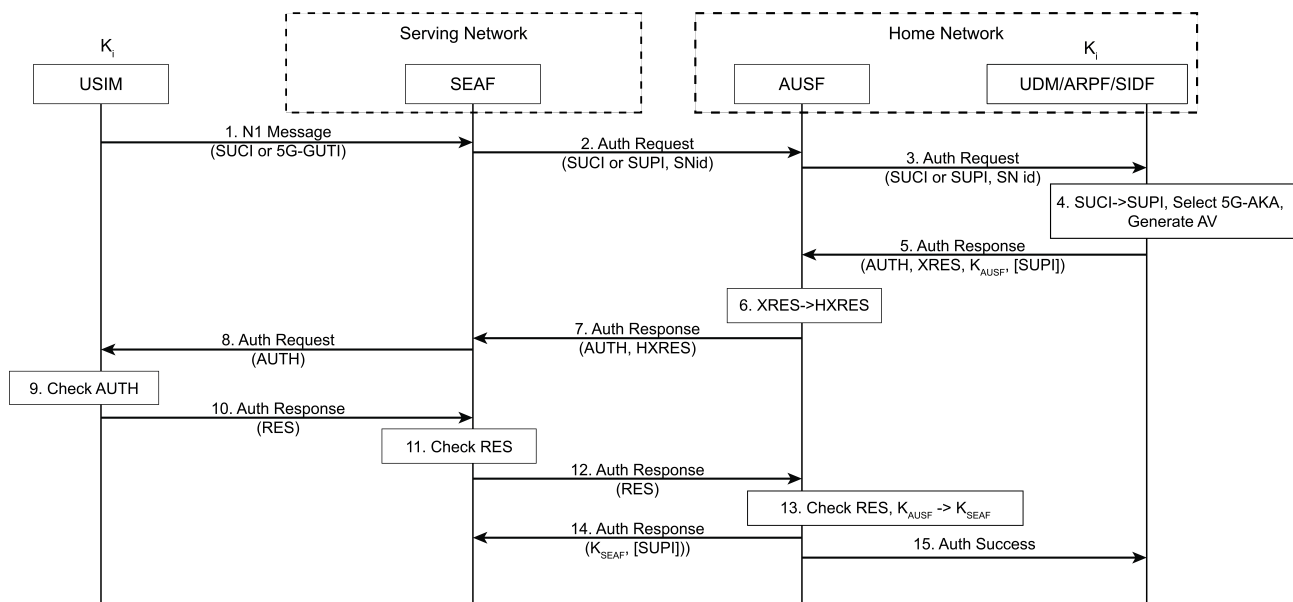 Serving Network
Home Network
Ki
Ki
USIM
SEAF
AUSF
UDM/ARPF/SIDF
1. N1 Message
(SUCI or 5G-GUTI)
2. Auth Request
(SUCI or SUPI, SNid)
3. Auth Request
(SUCI or SUPI, SN id)
4. SUCI->SUPI, Select 5G-AKA,
Generate AV
5. Auth Response
(AUTH, XRES, KAUSF, [SUPI])
6. XRES->HXRES
7. Auth Response
(AUTH, HXRES)
8. Auth Request
(AUTH)
9. Check AUTH
10. Auth Response
(RES)
11. Check RES
12. Auth Response
(RES)
13. Check RES, KAUSF -> KSEAF
14. Auth Response
(KSEAF, [SUPI]))
15. Auth Success